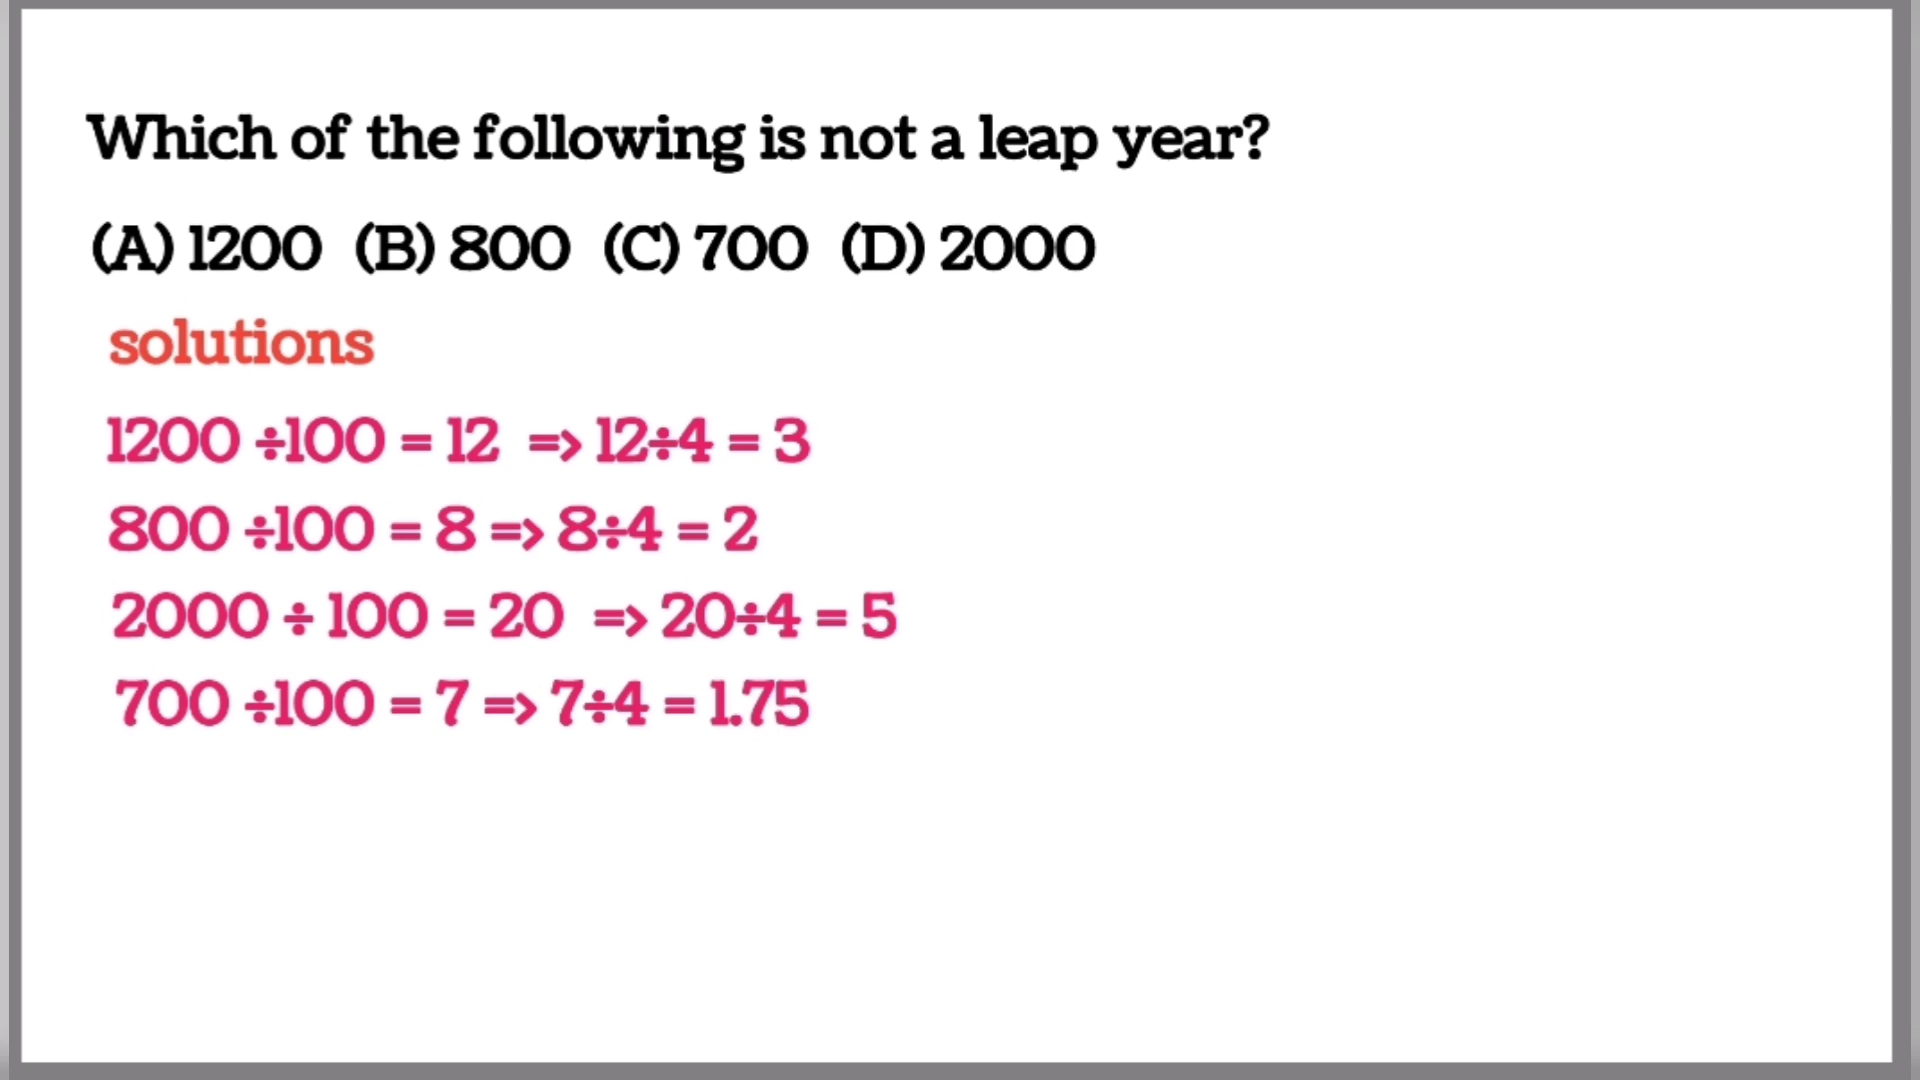 Which of the following is not a leap year?
(A) 1200 (B) 800 (C) 700 (D) 2000
solutions
1200 ÷100 = 12 => 12÷4 = 3
800 ÷100 = 8 => 8÷4 = 2
2000 ÷ 100 = 20 => 20÷4 = 5
700 ÷100 = 7 => 7÷4 = 1.75